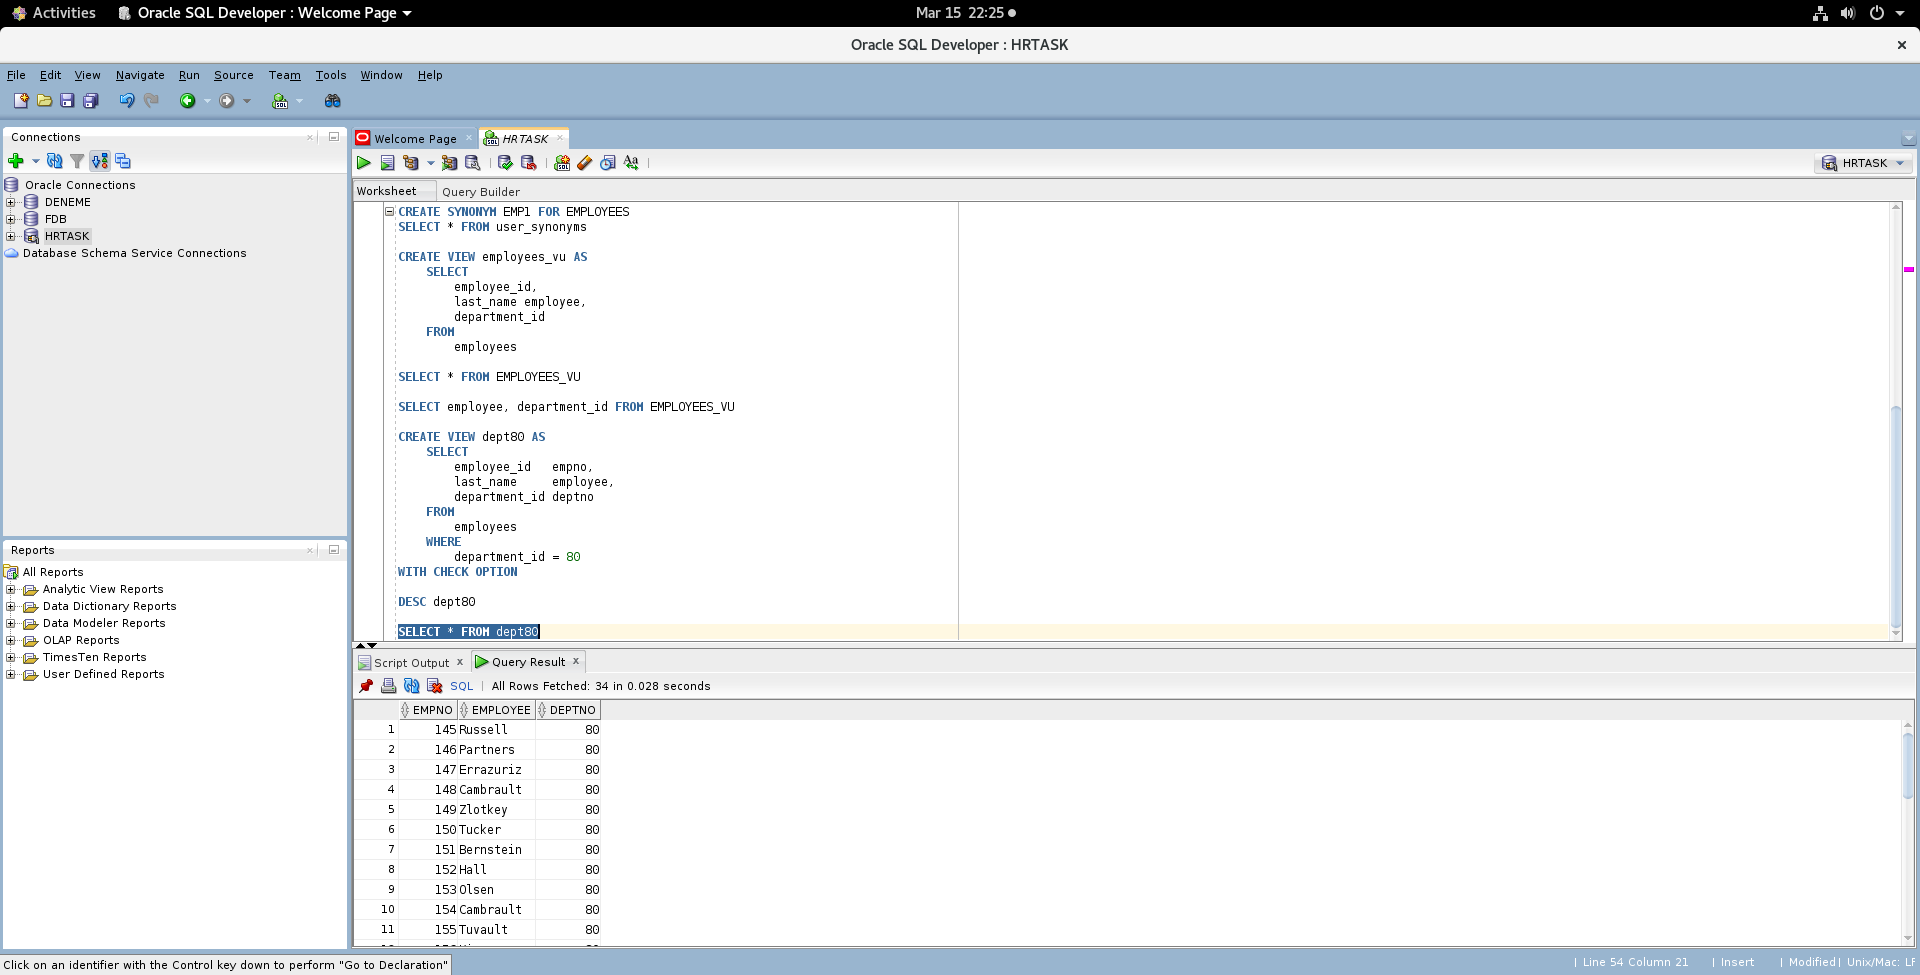 Activities
Oracle SQL Developer : Welcome Page
Mar 15 22:25
Oracle SQL Developer : HRTASK
File Edit View Navigate Run Source Team Tools Window Help
Connections
Oracle Connections
DENEME
FDB
HRTASK
Database Schema Service Connections
Reports
All Reports
Analytic View Reports
Data Dictionary Reports
Data Modeler Reports
OLAP Reports
TimesTen Reports
User Defined Reports
Welcome Page
HRTASK
HRTASK
Worksheet
Query Builder
CREATE SYNONYM EMP1 FOR EMPLOYEES
SELECT * FROM user_synonyms
CREATE VIEW employees_vu AS
SELECT
employee_id,
last_name employee,
department_id
FROM
employees
SELECT * FROM EMPLOYEES_VU
SELECT employee, department_id FROM EMPLOYEES_VU
CREATE VIEW dept80 AS
SELECT
employee_id empno,
last_name employee,
department_id deptno
FROM
employees
WHERE
department_id = 80
WITH CHECK OPTION
DESC dept80
SELECT * FROM dept80
Script Output
Query Result
SQL | All Rows Fetched: 34 in 0.028 seconds
EMPNO EMPLOYEE DEPTNO
1 145 Russell 80
2 146 Partners 80
3 147 Errazuriz 80
4 148 Cambrault 80
5 149 Zlotkey 80
6 150 Tucker 80
7 151 Bernstein 80
8 152 Hall 80
9 153 Olsen 80
10 154 Cambrault 80
11 155 Tuvault 80
Click on an identifier with the Control key down to perform "Go to Declaration"
| Line 54 Column 21 | Insert | Modified | Unix/Mac: LF